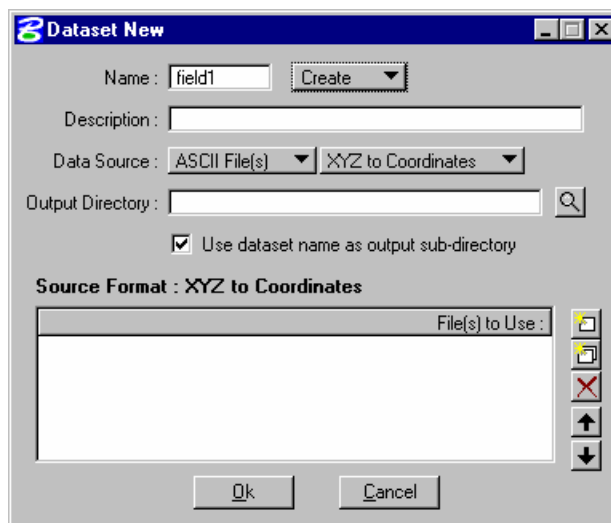 Dataset New
Name : field1 Create
Description :
Data Source : ASCII File(s) XYZ to Coordinates
Output Directory :
Use dataset name as output sub-directory
Source Format : XYZ to Coordinates
File(s) to Use :
Ok Cancel